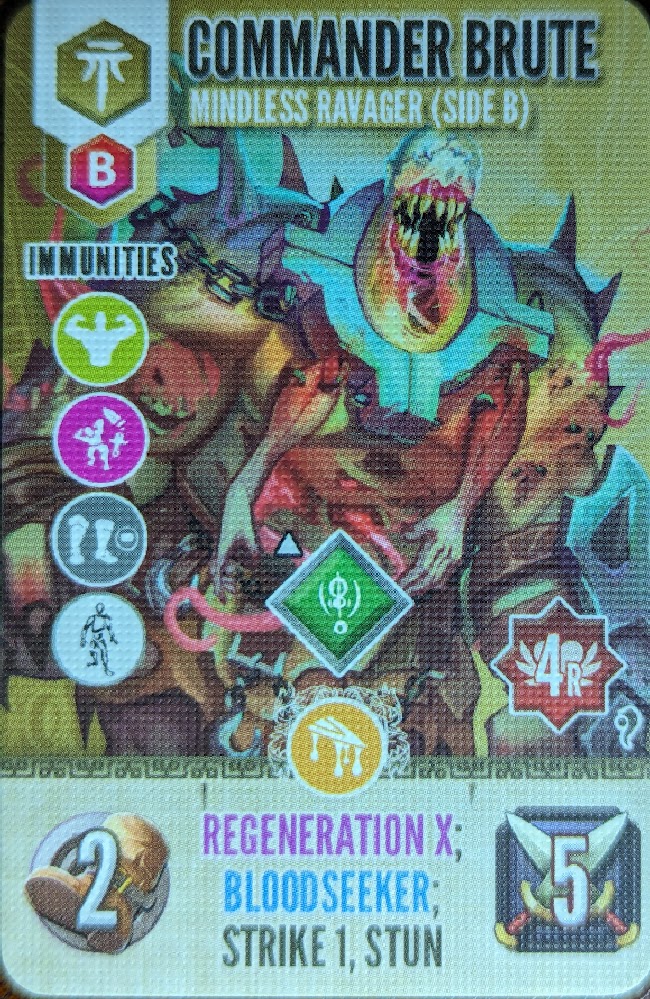 COMMANDER BRUTE
MINDLESS RAVAGER (SIDE B)
B
IMMUNITIES
4R
2
REGENERATION X;
BLOODSEEKER;
STRIKE 1, STUN
5